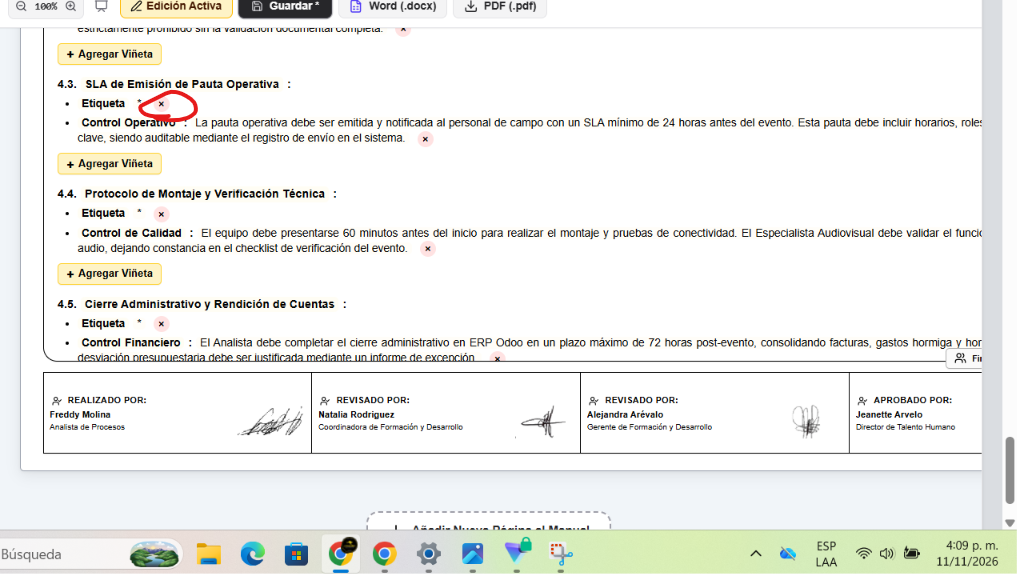 100%
Edición Activa
Guardar *
Word (.docx)
PDF (.pdf)
estrictamente prohibido sin la validación documental completa. ×
+ Agregar Viñeta
4.3. SLA de Emisión de Pauta Operativa :
• Etiqueta * ×
• Control Operativo : La pauta operativa debe ser emitida y notificada al personal de campo con un SLA mínimo de 24 horas antes del evento. Esta pauta debe incluir horarios, roles
clave, siendo auditable mediante el registro de envío en el sistema. ×
+ Agregar Viñeta
4.4. Protocolo de Montaje y Verificación Técnica :
• Etiqueta * ×
• Control de Calidad : El equipo debe presentarse 60 minutos antes del inicio para realizar el montaje y pruebas de conectividad. El Especialista Audiovisual debe validar el funcio
audio, dejando constancia en el checklist de verificación del evento. ×
+ Agregar Viñeta
4.5. Cierre Administrativo y Rendición de Cuentas :
• Etiqueta * ×
• Control Financiero : El Analista debe completar el cierre administrativo en ERP Odoo en un plazo máximo de 72 horas post-evento, consolidando facturas, gastos hormiga y hor
desviación presupuestaria debe ser justificada mediante un informe de excepción. ×
REALIZADO POR:
Freddy Molina
Analista de Procesos
REVISADO POR:
Natalia Rodriguez
Coordinadora de Formación y Desarrollo
REVISADO POR:
Alejandra Arévalo
Gerente de Formación y Desarrollo
APROBADO POR:
Jeanette Arvelo
Director de Talento Humano
+ Añadir Nueva Página al Manual
Búsqueda
ESP
LAA
4:09 p. m.
11/11/2026